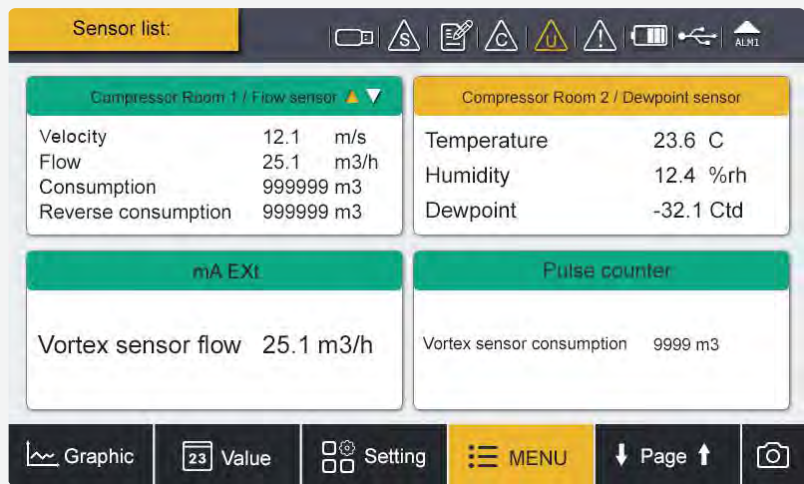 Sensor list:
S C U ! ALM1
Compressor Room 1 / Flow sensor
Velocity 12.1 m/s
Flow 25.1 m3/h
Consumption 999999 m3
Reverse consumption 999999 m3
Compressor Room 2 / Dewpoint sensor
Temperature 23.6 C
Humidity 12.4 %rh
Dewpoint -32.1 Ctd
mA EXt
Vortex sensor flow 25.1 m3/h
Pulse counter
Vortex sensor consumption 9999 m3
Graphic 23 Value Setting MENU Page